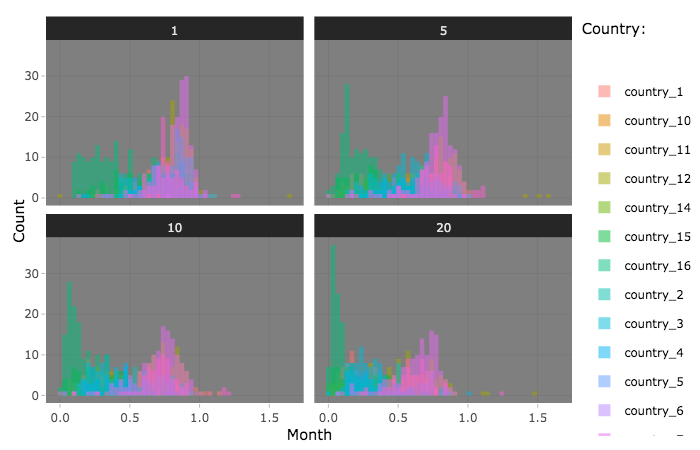 1
5
Country:
30
20
10
0
country_1
country_10
country_11
country_12
country_14
country_15
country_16
country_2
country_3
country_4
country_5
country_6
Count
10
20
30
20
10
0
0.0
0.5
1.0
1.5
0.0
0.5
1.0
1.5
Month